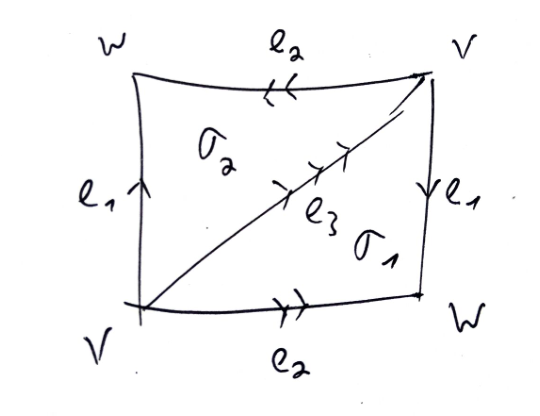 W e₂ V
σ₂
e₁ e₁
e₃
σ₁
V e₂ W